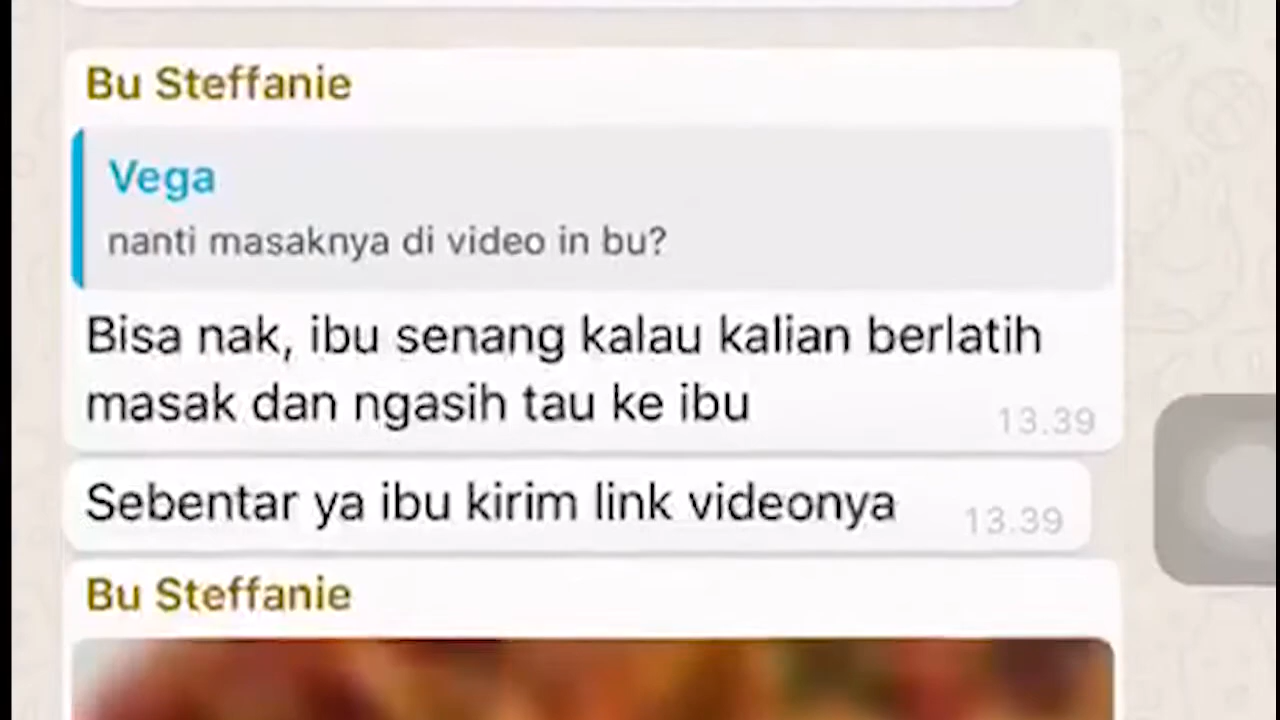 Bu Steffanie
Vega
nanti masaknya di video in bu?
Bisa nak, ibu senang kalau kalian berlatih
masak dan ngasih tau ke ibu
13.39
Sebentar ya ibu kirim link videonya
13.39
Bu Steffanie